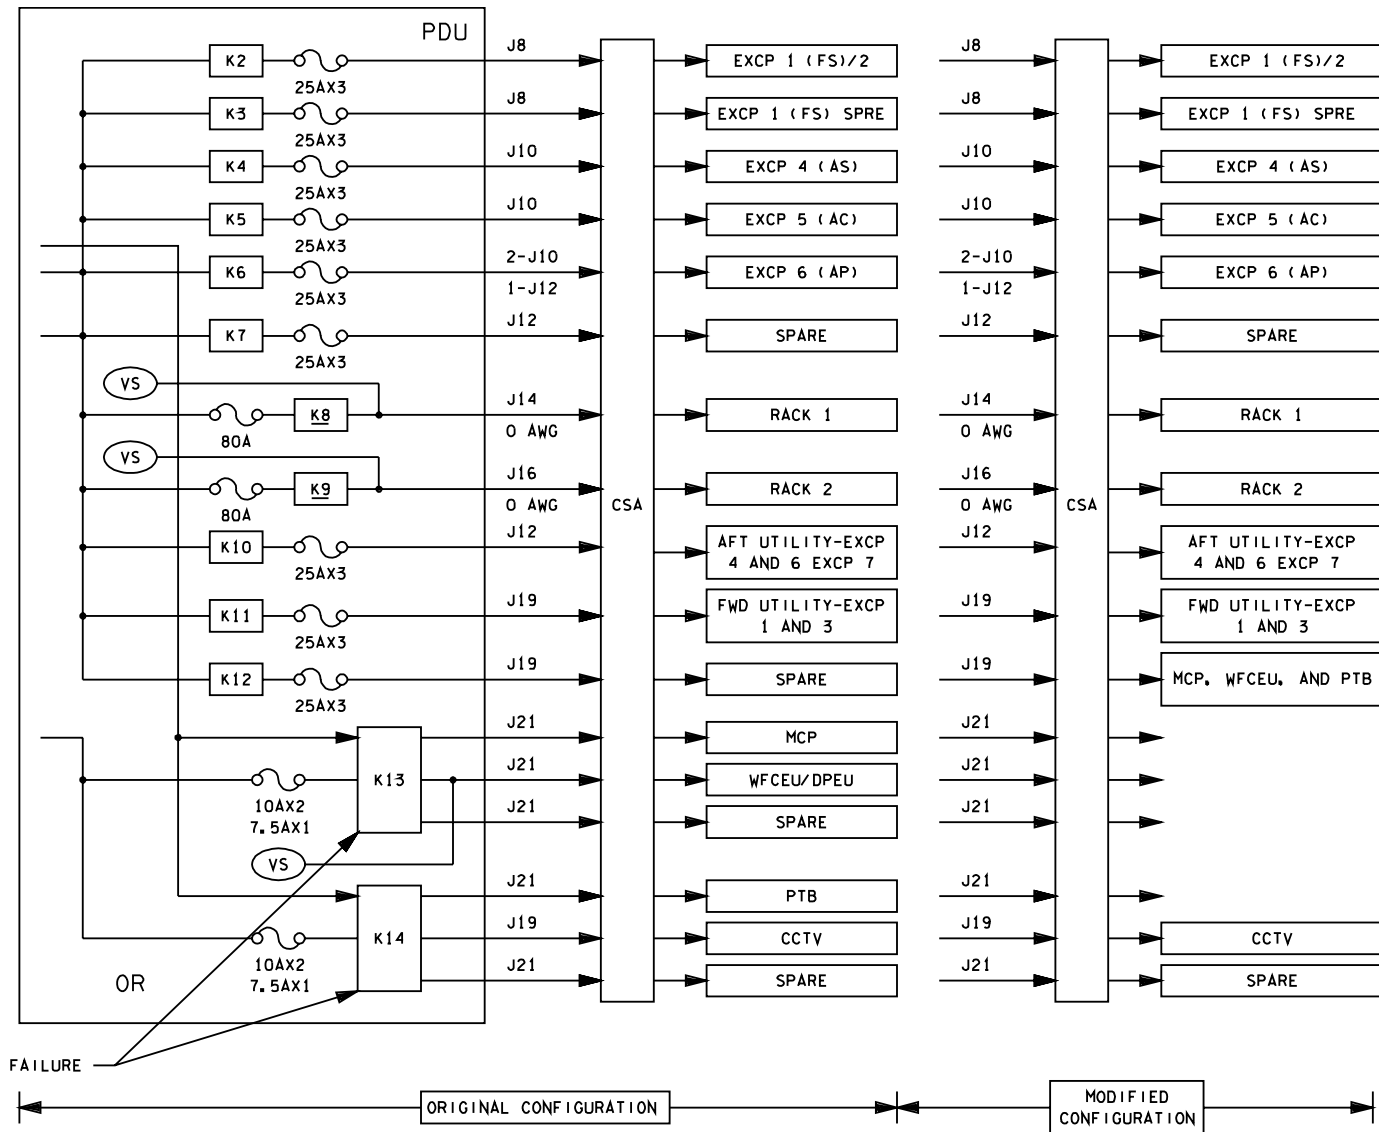 PDU
K2
25AX3
J8
EXCP 1 (FS)/2
J8
EXCP 1 (FS)/2
K3
25AX3
J8
EXCP 1 (FS) SPRE
J8
EXCP 1 (FS) SPRE
K4
25AX3
J10
EXCP 4 (AS)
J10
EXCP 4 (AS)
K5
25AX3
J10
EXCP 5 (AC)
J10
EXCP 5 (AC)
K6
25AX3
2-J10
1-J12
EXCP 6 (AP)
2-J10
1-J12
EXCP 6 (AP)
K7
25AX3
J12
SPARE
J12
SPARE
VS
80A
K8
J14
0 AWG
RACK 1
J14
0 AWG
RACK 1
VS
80A
K9
J16
0 AWG
CSA
RACK 2
J16
0 AWG
CSA
RACK 2
K10
25AX3
J12
AFT UTILITY-EXCP
4 AND 6 EXCP 7
J12
AFT UTILITY-EXCP
4 AND 6 EXCP 7
K11
25AX3
J19
FWD UTILITY-EXCP
1 AND 3
J19
FWD UTILITY-EXCP
1 AND 3
K12
25AX3
J19
SPARE
J19
MCP, WFCEU, AND PTB
J21
MCP
J21
10AX2
7.5AX1
K13
J21
WFCEU/DPEU
J21
J21
SPARE
J21
VS
J21
PTB
J21
10AX2
7.5AX1
K14
J19
CCTV
J19
CCTV
J21
SPARE
J21
SPARE
OR
FAILURE
ORIGINAL CONFIGURATION
MODIFIED
CONFIGURATION